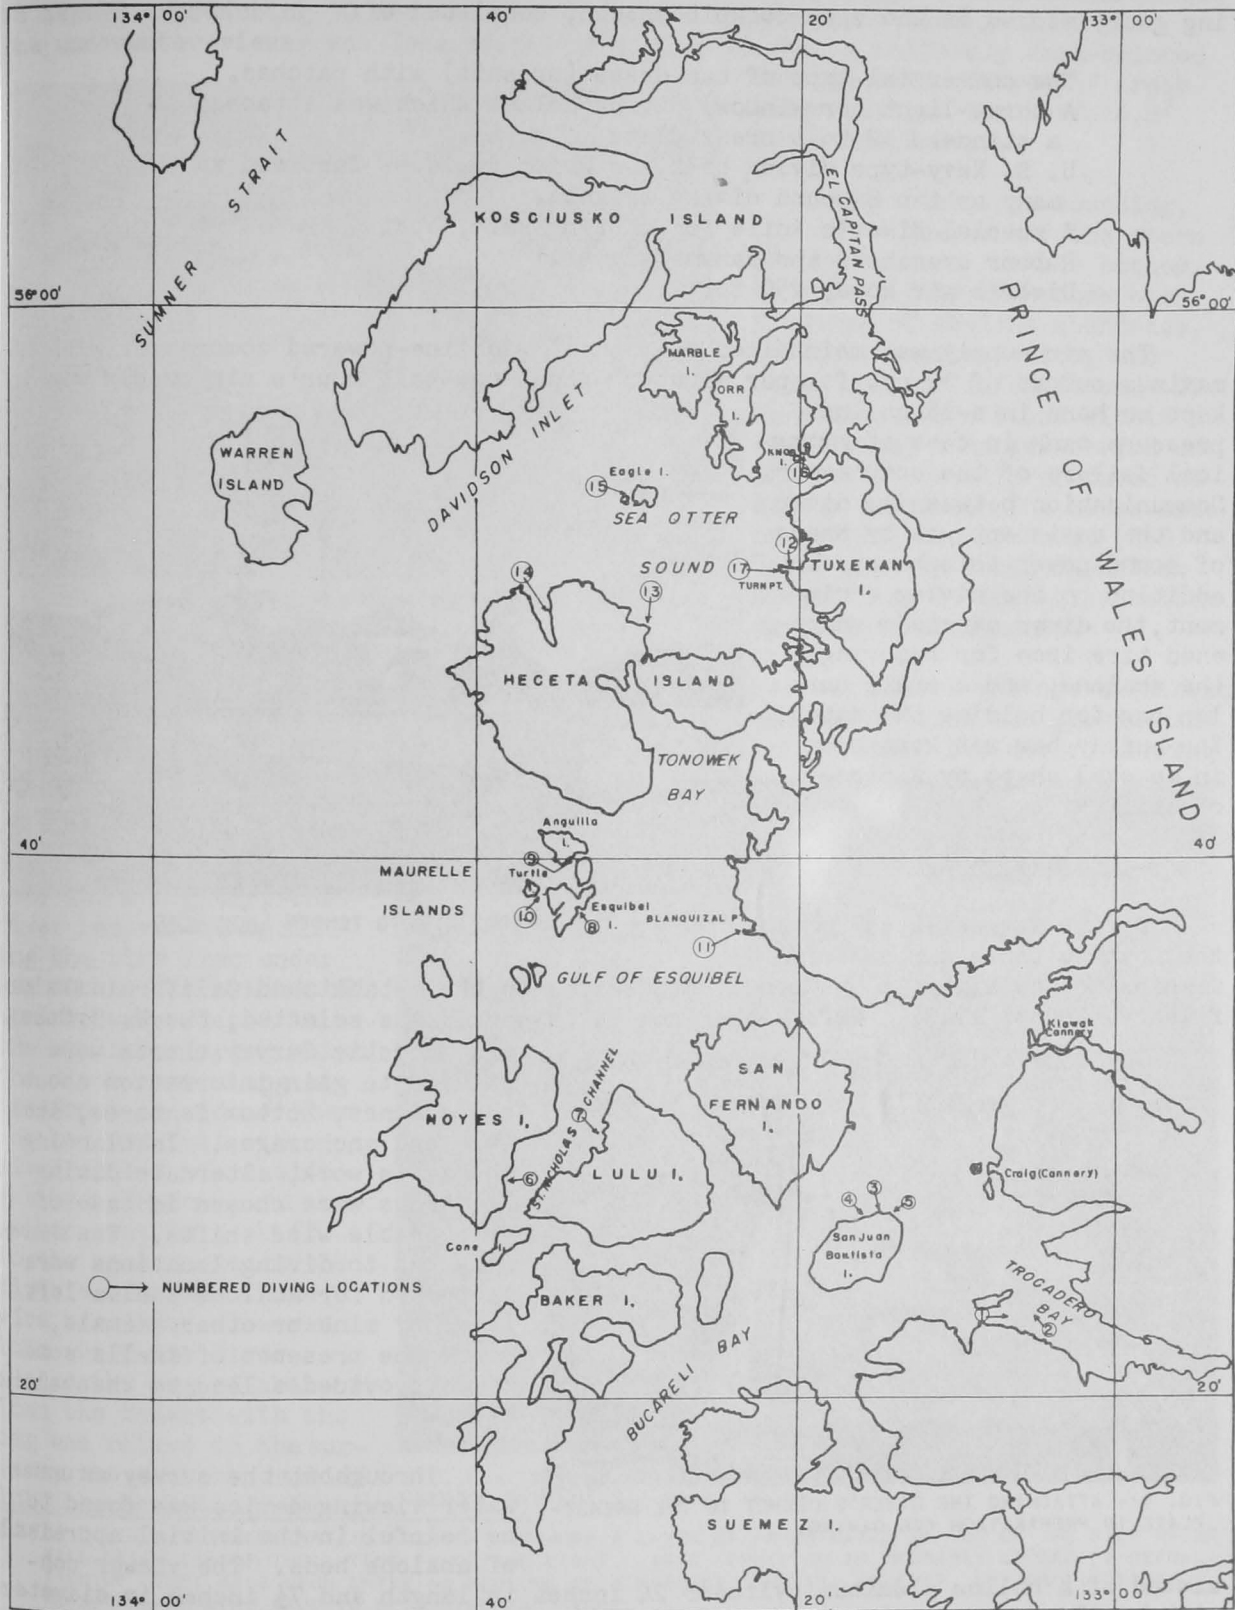 134° 00'
40'
20'
133° 00'
SUMNER STRAIT
KOSCIUSKO ISLAND
EL CAPITAN PASS
56° 00'
56° 00'
PRINCE OF WALES ISLAND
MARBLE
I.
ORR
I.
WARREN
ISLAND
DAVIDSON INLET
KNOB
I.
Eagle I.
15
16
SEA OTTER
SOUND
12
17
TURN PT.
TUXEKAN
I.
14
13
HECETA ISLAND
TONOWEK
BAY
Anguilla
I.
40'
40'
9
MAURELLE
ISLANDS
Turtle
I.
10
Esquibel
I.
8
BLANQUIZAL PT.
11
GULF OF ESQUIBEL
Klawak
Cannery
SAN
FERNANDO
I.
NOYES I.
ST. NICHOLAS CHANNEL
7
6
LULU I.
Craig (Cannery)
4
3
5
San Juan
Bautista
I.
Cone I.
NUMBERED DIVING LOCATIONS
BAKER I.
TROCADERO
BAY
1
2
BUCARELI BAY
20'
20'
SUEMEZ I.
134° 00'
40'
20'
133° 00'